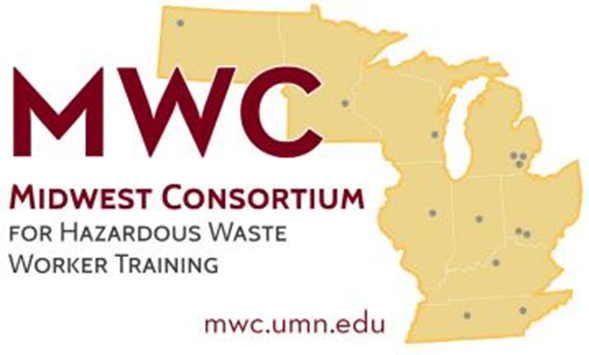 MWC
MIDWEST CONSORTIUM
FOR HAZARDOUS WASTE
WORKER TRAINING
mwc.umn.edu